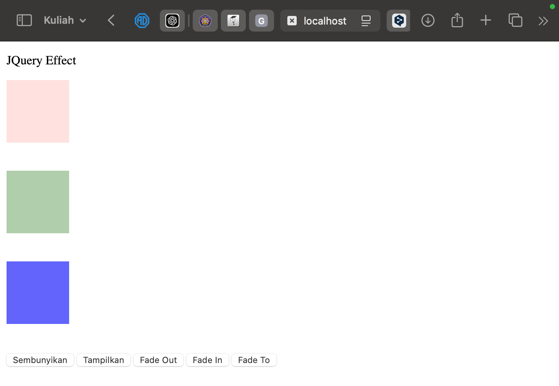 Kuliah
G
localhost
JQuery Effect
Sembunyikan Tampilkan Fade Out Fade In Fade To